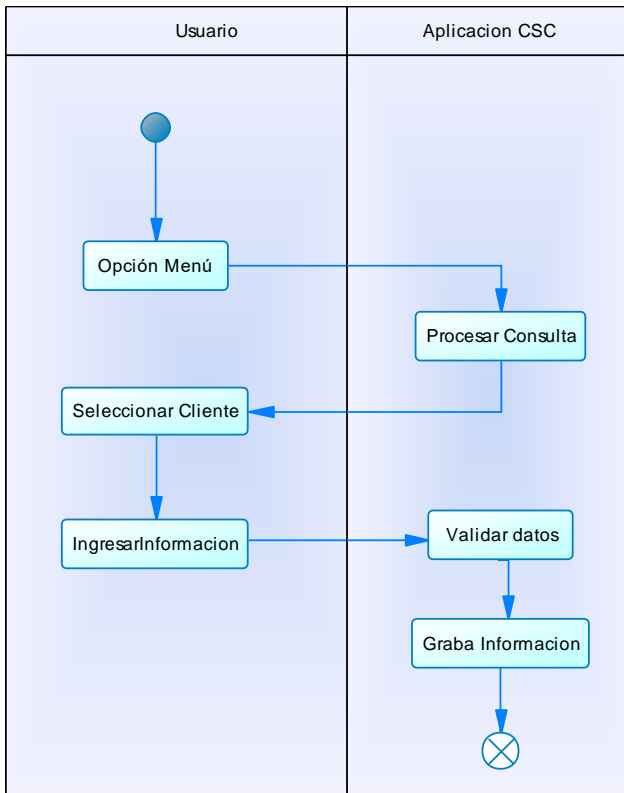 Usuario
Aplicacion CSC
Opción Menú
Procesar Consulta
Seleccionar Cliente
IngresarInformacion
Validar datos
Graba Informacion